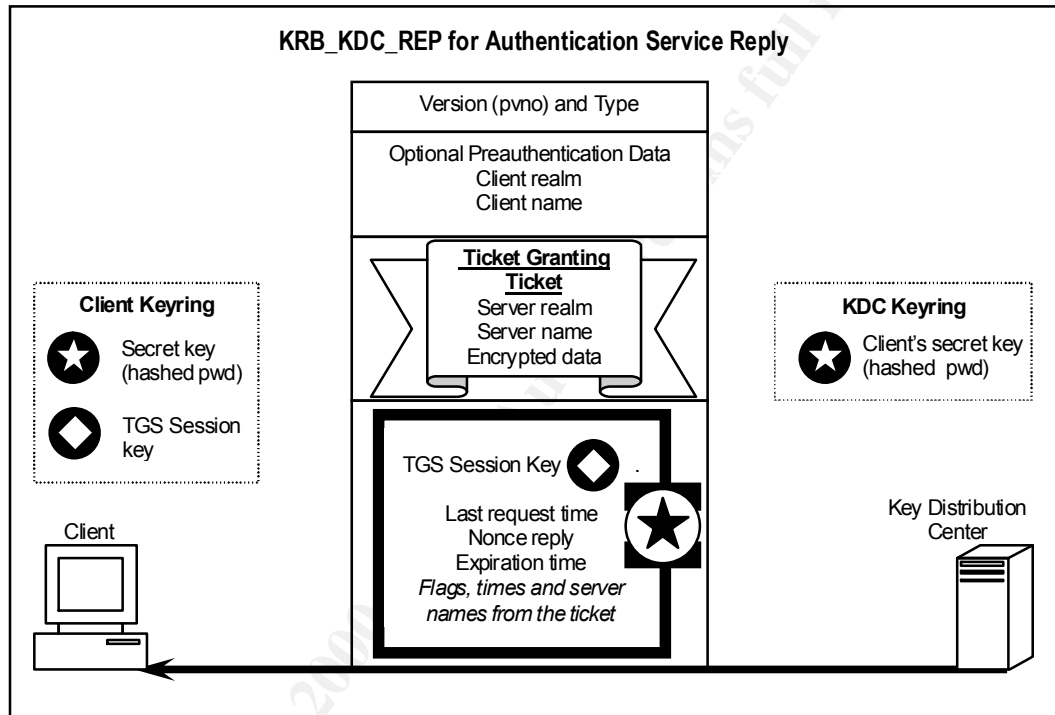 KRB_KDC_REP for Authentication Service Reply
Version (pvno) and Type
Optional Preauthentication Data
Client realm
Client name
Ticket Granting
Ticket
Server realm
Server name
Encrypted data
Client Keyring
Secret key
(hashed pwd)
TGS Session
key
KDC Keyring
Client's secret key
(hashed pwd)
TGS Session Key .
Last request time
Nonce reply
Expiration time
Flags, times and server
names from the ticket
Client
Key Distribution
Center
2000
ns full